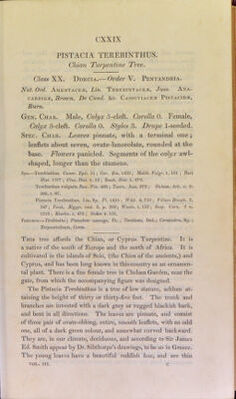 CXXIX
PISTACIA TEREBINTHUS.
Chian Turpentine Tree.
Class XX. DIŒCIA.—Order V. PENTANDRIA.
Nat. Ord. AMENTACEÆ, Lin. TEREBINTACEÆ, Juss. ANA-
CARDIEÆ, Brown, De Cand. &c. CASSUVIACEÆ PISTACIDÆ,
Burn.
GEN. CHAR. Male, Calyx 5-cleft. Corolla 0. Female,
Calyx 3-cleft. Corolla 0. Styles 3. Drupe 1-seeded.
SPEC. CHAR. Leaves pinnate, with a terminal one;
leaflets about seven, ovate-lanceolate, rounded at the
base. Flowers panicled. Segments of the calyx awl-
shaped, longer than the stamens.
THIS tree affords the Chian, or Cyprus Turpentine. It is
a native of the south of Europe and the north of Africa. It is
cultivated in the islands of Scio, (the Chios of the ancients,) and
Cyprus, and has been long known in this country as an ornamen-
tal plant. There is a fine female tree in Chelsea Garden, near the
gate, from which the accompanying figure was designed.
The Pistacia Terebinthus is a tree of low stature, seldom at-
taining the height of thirty or thirty-five feet. The trunk and
branches are invested with a dark grey or rugged blackish bark,
and bent in all directions. The leaves are pinnate, and consist
of three pair of ovate-oblong, entire, smooth leaflets, with an odd
one, all of a dark green colour, and somewhat curved backward.
They are, in our climate, deciduous, and according to Sir James
Ed. Smith appear by Dr. Sibthorp's drawings, to be so in Greece.
The young leaves have a beautiful reddish hue, and see this
VOL. III.